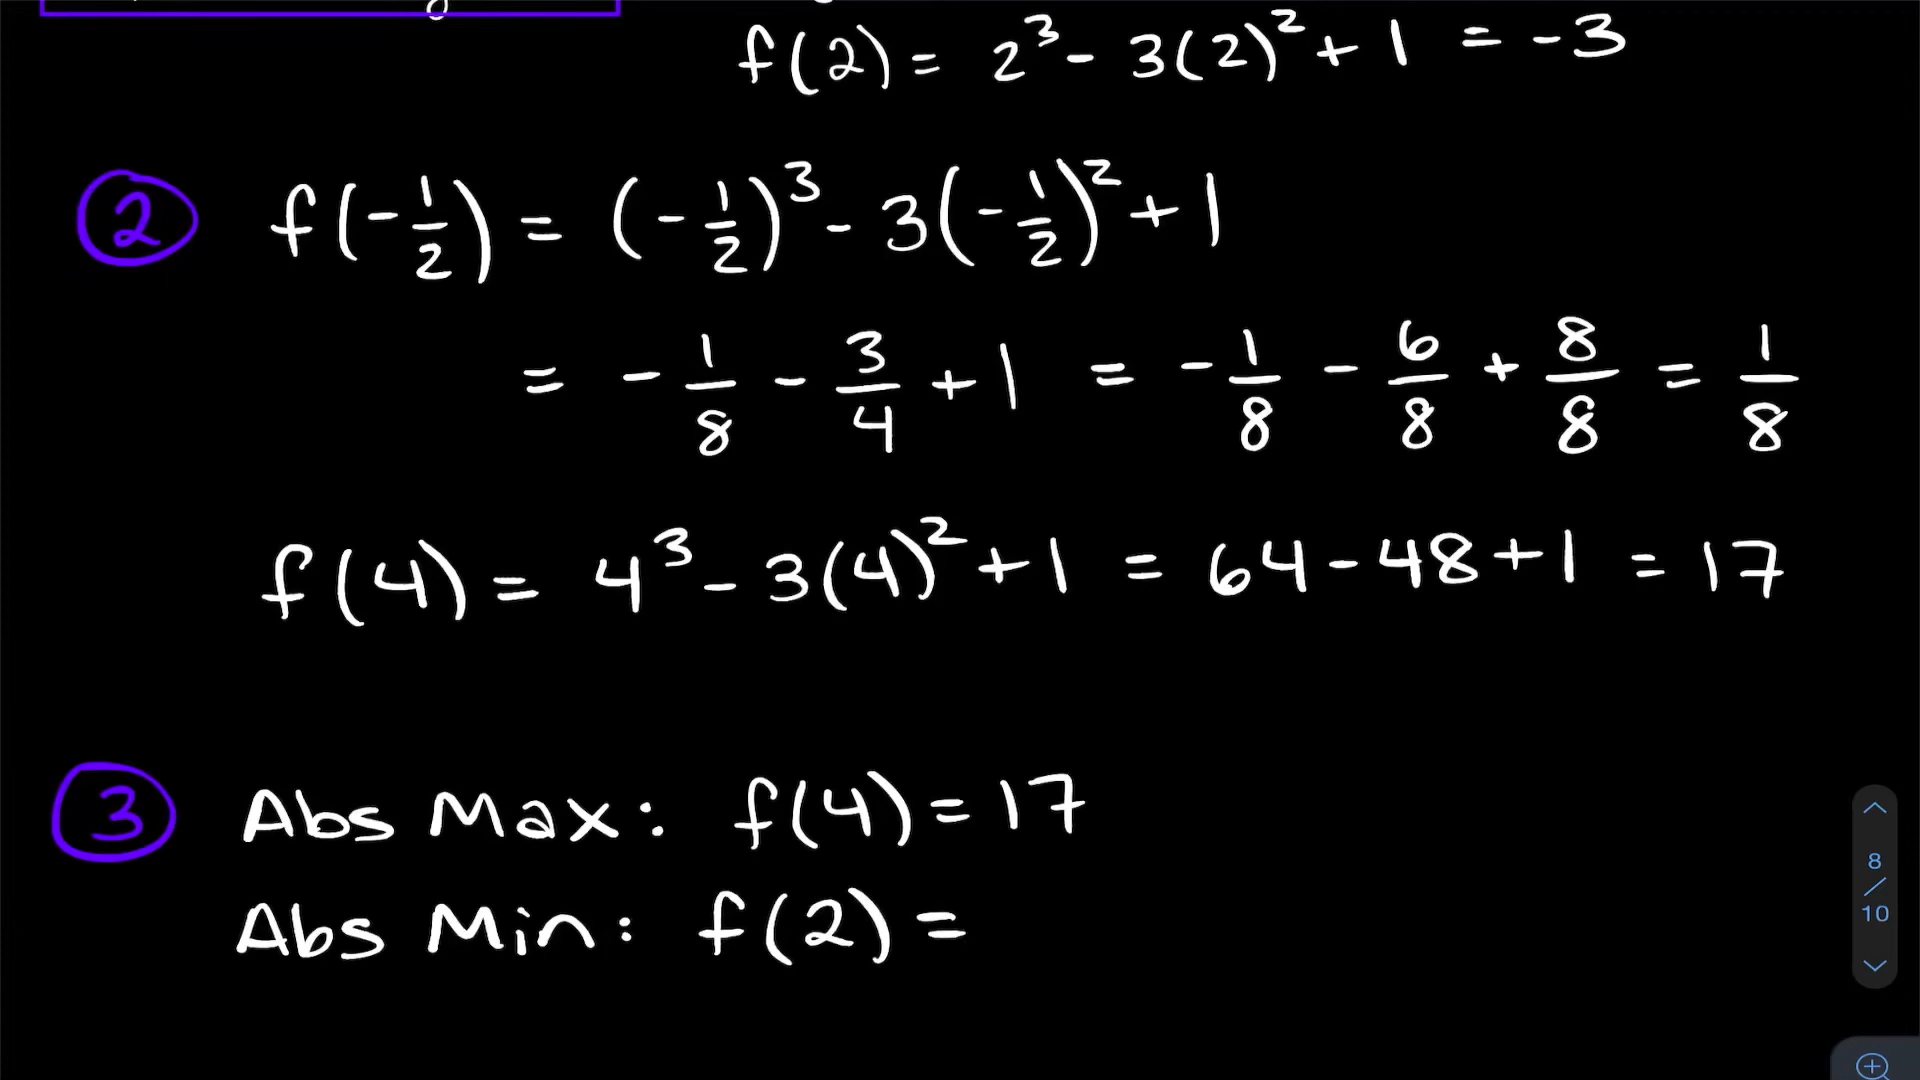 f(2) = 2³ - 3(2)² + 1 = -3
② f(-1/2) = (-1/2)³ - 3(-1/2)² + 1
= -1/8 - 3/4 + 1 = -1/8 - 6/8 + 8/8 = 1/8
f(4) = 4³ - 3(4)² + 1 = 64 - 48 + 1 = 17
③ Abs Max: f(4) = 17
Abs Min: f(2) =
8
/
10